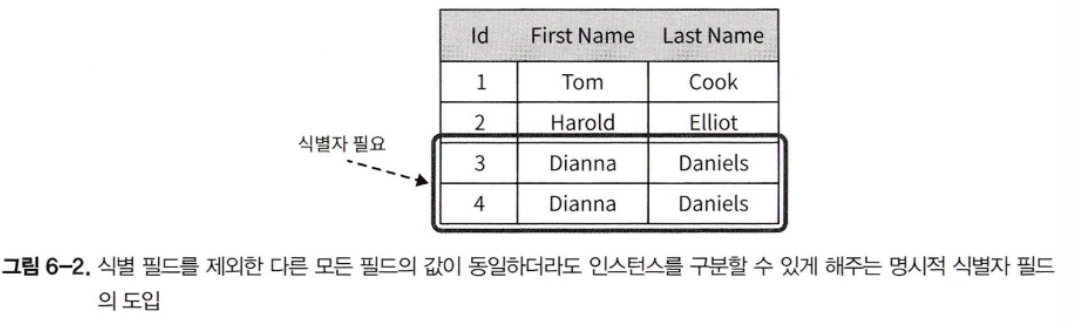 Id First Name Last Name
1 Tom Cook
2 Harold Elliot
식별자 필요
3 Dianna Daniels
4 Dianna Daniels
그림 6-2. 식별 필드를 제외한 다른 모든 필드의 값이 동일하더라도 인스턴스를 구분할 수 있게 해주는 명시적 식별자 필드
의 도입